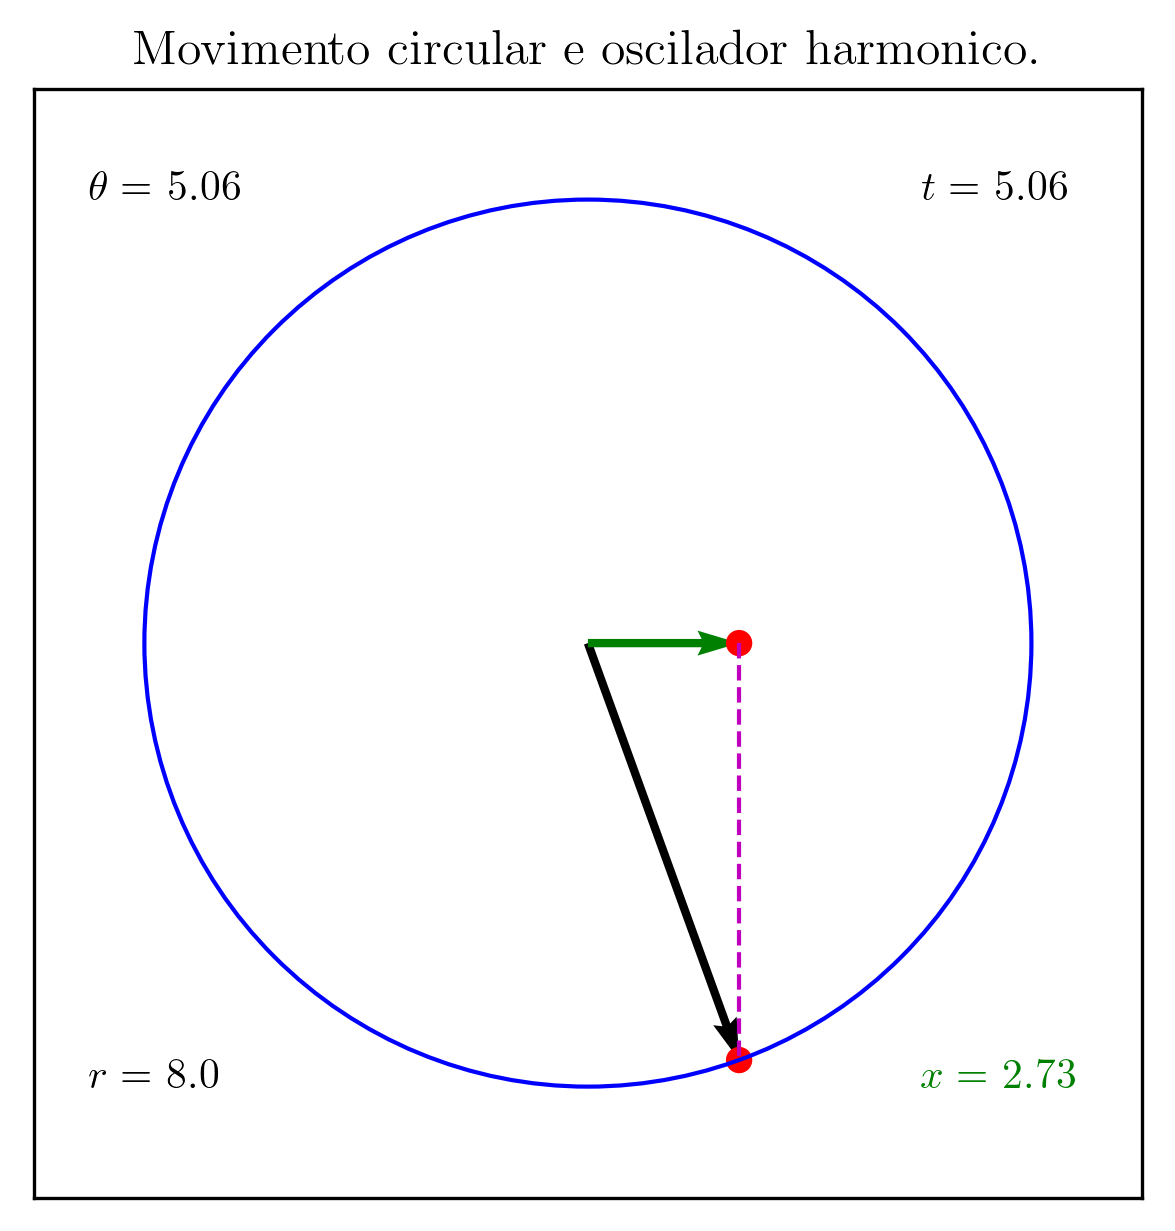 Movimento circular e oscilador harmonico.
θ = 5.06
t = 5.06
r = 8.0
x = 2.73